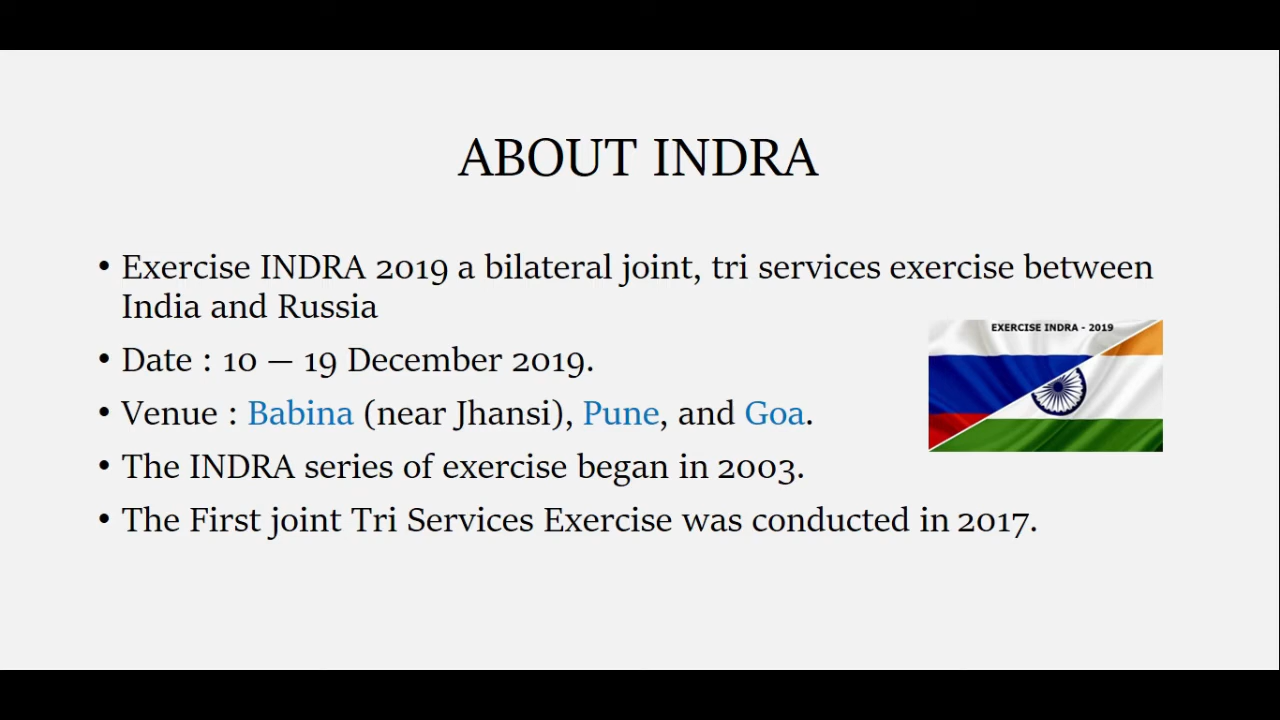 ABOUT INDRA
• Exercise INDRA 2019 a bilateral joint, tri services exercise between
India and Russia
EXERCISE INDRA - 2019
• Date : 10 — 19 December 2019.
• Venue : Babina (near Jhansi), Pune, and Goa.
• The INDRA series of exercise began in 2003.
• The First joint Tri Services Exercise was conducted in 2017.